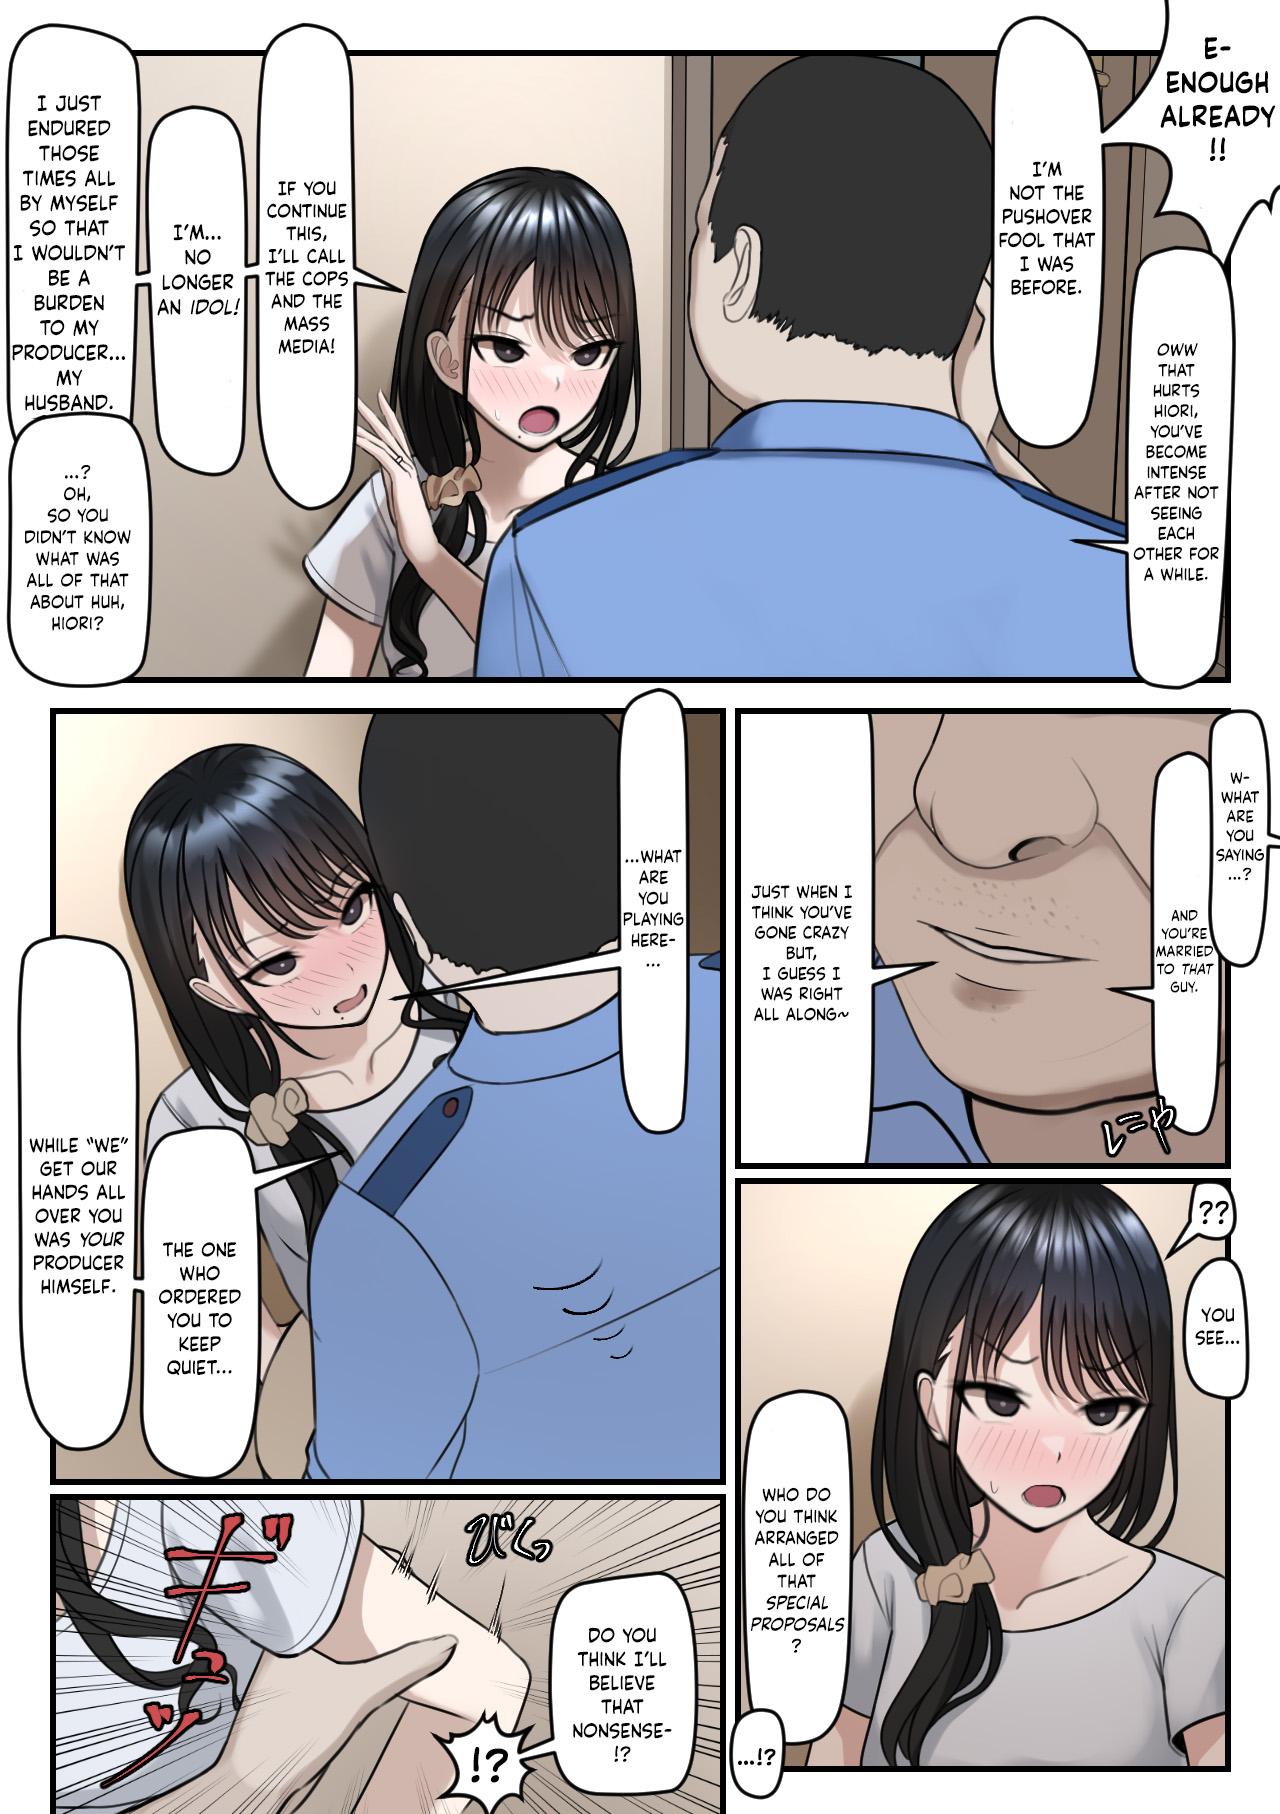 E-
ENOUGH
ALREADY
!!
I'M
NOT THE
PUSHOVER
FOOL THAT
I WAS
BEFORE.
OWW
THAT
HURTS
HIORI,
YOU'VE
BECOME
INTENSE
AFTER NOT
SEEING
EACH
OTHER FOR
A WHILE.
IF YOU
CONTINUE
THIS,
I'LL CALL
THE COPS
AND THE
MASS
MEDIA!
I'M...
NO
LONGER
AN IDOL!
I JUST
ENDURED
THOSE
TIMES ALL
BY MYSELF
SO THAT
I WOULDN'T
BE A
BURDEN
TO MY
PRODUCER...
MY
HUSBAND.
...?
OH,
SO YOU
DIDN'T KNOW
WHAT WAS
ALL OF THAT
ABOUT HUH,
HIORI?
W-
WHAT
ARE
YOU
SAYING
...?
AND
YOU'RE
MARRIED
TO THAT
GUY.
JUST WHEN I
THINK YOU'VE
GONE CRAZY
BUT,
I GUESS I
WAS RIGHT
ALL ALONG~
ニヤ
??
YOU
SEE...
WHO DO
YOU THINK
ARRANGED
ALL OF
THAT
SPECIAL
PROPOSALS
?
...!?
...WHAT
ARE
YOU
PLAYING
HERE-
...
THE ONE
WHO
ORDERED
YOU TO
KEEP
QUIET...
WHILE "WE"
GET OUR
HANDS ALL
OVER YOU
WAS YOUR
PRODUCER
HIMSELF.
びくっ
DO YOU
THINK I'LL
BELIEVE
THAT
NONSENSE-
!?
!?
ギュッ